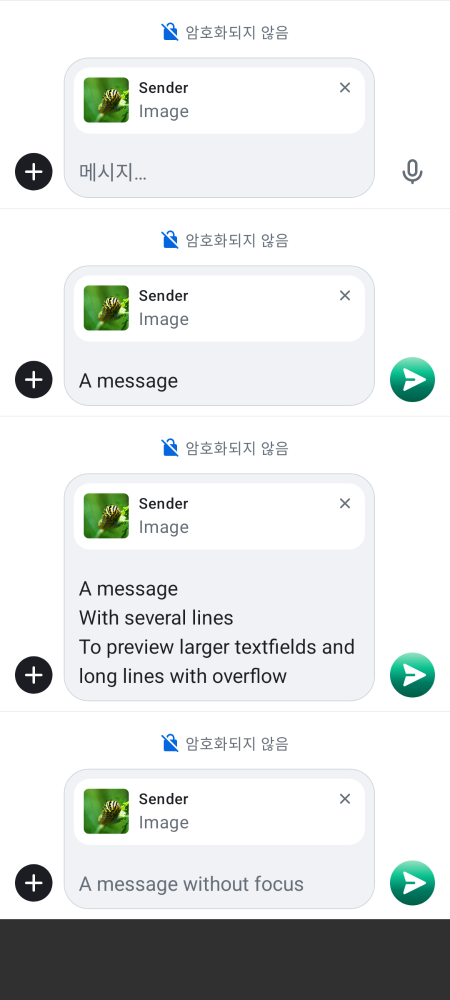 암호화되지 않음
Sender
Image
메시지…
암호화되지 않음
Sender
Image
A message
암호화되지 않음
Sender
Image
A message
With several lines
To preview larger textfields and
long lines with overflow
암호화되지 않음
Sender
Image
A message without focus